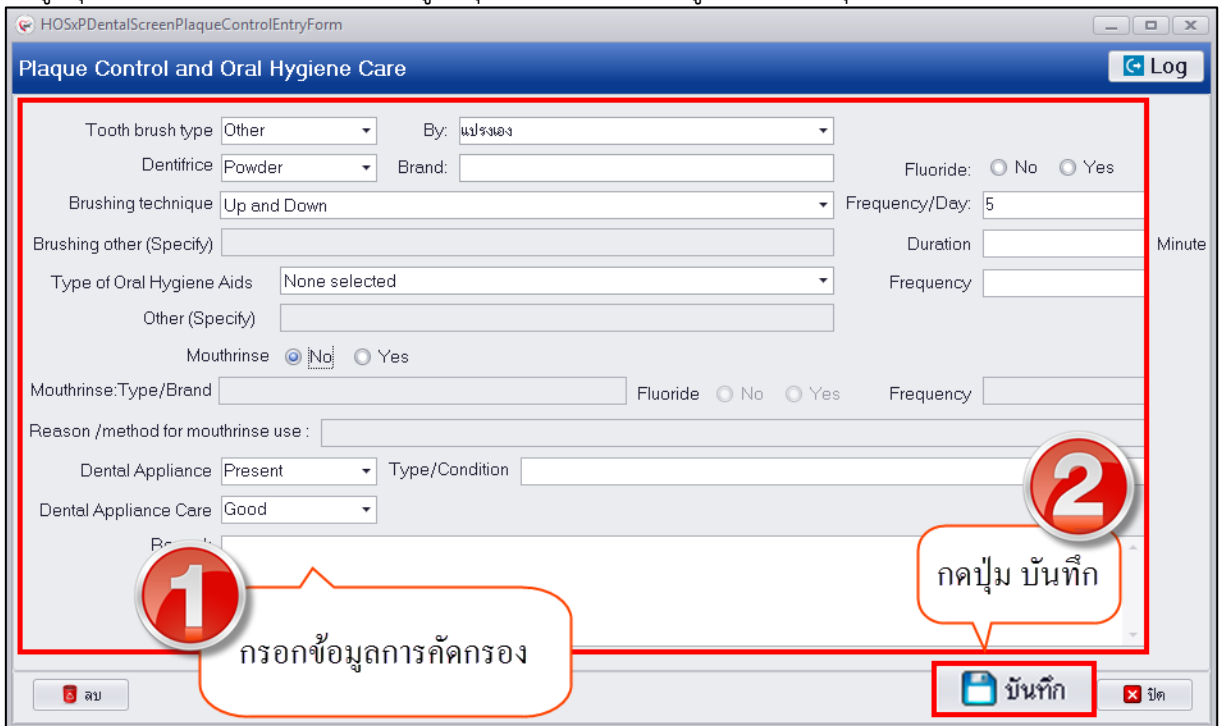 HOSxPDentalScreenPlaqueControlEntryForm
Plaque Control and Oral Hygiene Care
Log
Tooth brush type Other By: แปรงเอง
Dentifrice Powder Brand: Fluoride: No Yes
Brushing technique Up and Down Frequency/Day: 5
Brushing other (Specify) Duration Minute
Type of Oral Hygiene Aids None selected Frequency
Other (Specify)
Mouthrinse No Yes
Mouthrinse:Type/Brand Fluoride No Yes Frequency
Reason /method for mouthrinse use :
Dental Appliance Present Type/Condition
2
Dental Appliance Care Good
1
กดปุ่ม บันทึก
กรอกข้อมูลการคัดกรอง
ลบ บันทึก ปิด